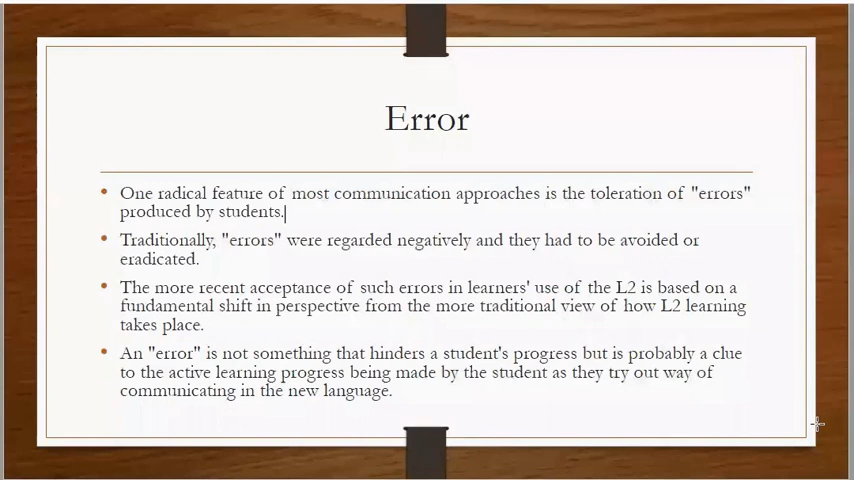 Error
• One radical feature of most communication approaches is the toleration of "errors"
produced by students.
• Traditionally, "errors" were regarded negatively and they had to be avoided or
eradicated.
• The more recent acceptance of such errors in learners' use of the L2 is based on a
fundamental shift in perspective from the more traditional view of how L2 learning
takes place.
• An "error" is not something that hinders a student's progress but is probably a clue
to the active learning progress being made by the student as they try out way of
communicating in the new language.